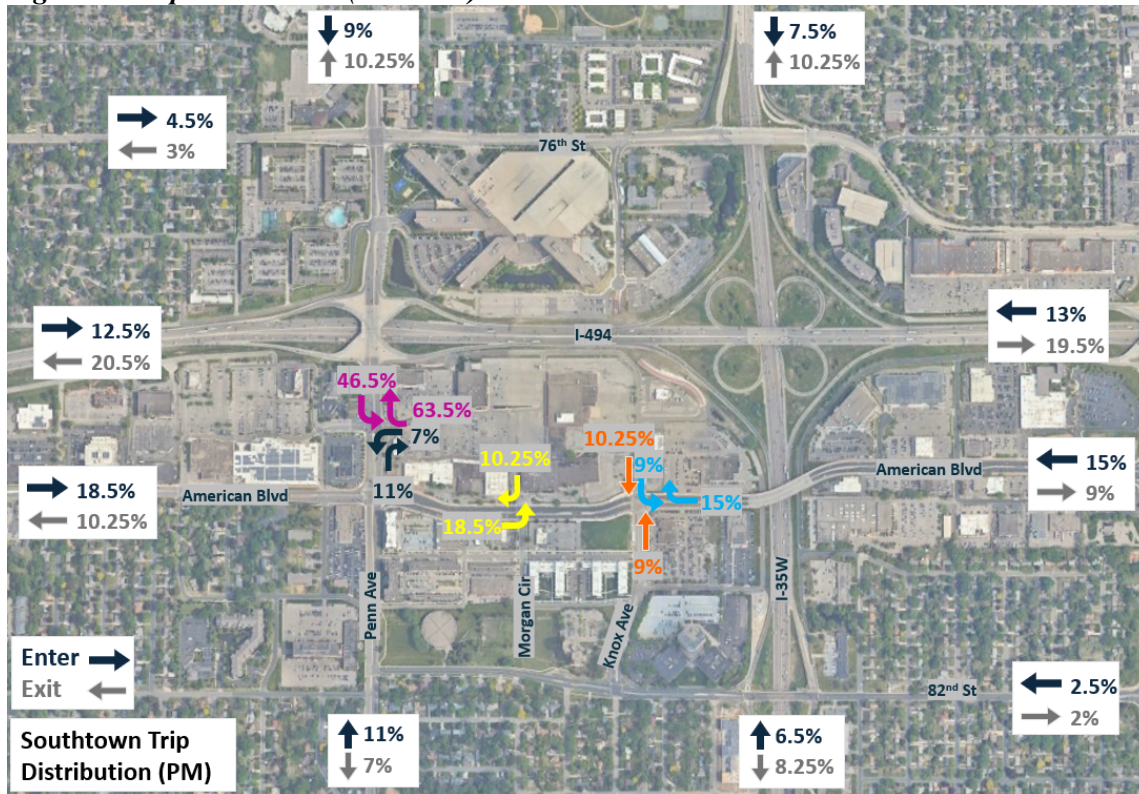 9%
10.25%
7.5%
10.25%
4.5%
3%
76th St
12.5%
20.5%
I-494
13%
19.5%
46.5%
63.5%
7%
11%
10.25%
18.5%
10.25%
9%
15%
9%
18.5%
10.25%
American Blvd
American Blvd
15%
9%
Penn Ave
Morgan Cir
Knox Ave
I-35W
Enter
Exit
82nd St
2.5%
2%
Southtown Trip
Distribution (PM)
11%
7%
6.5%
8.25%